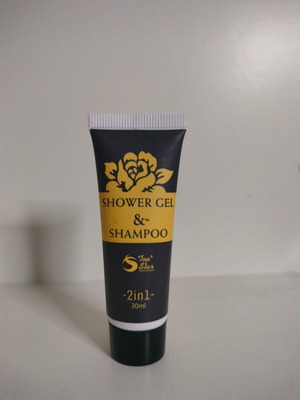 SHOWER GEL
&
SHAMPOO
Top
Star
-2in1-
30ml